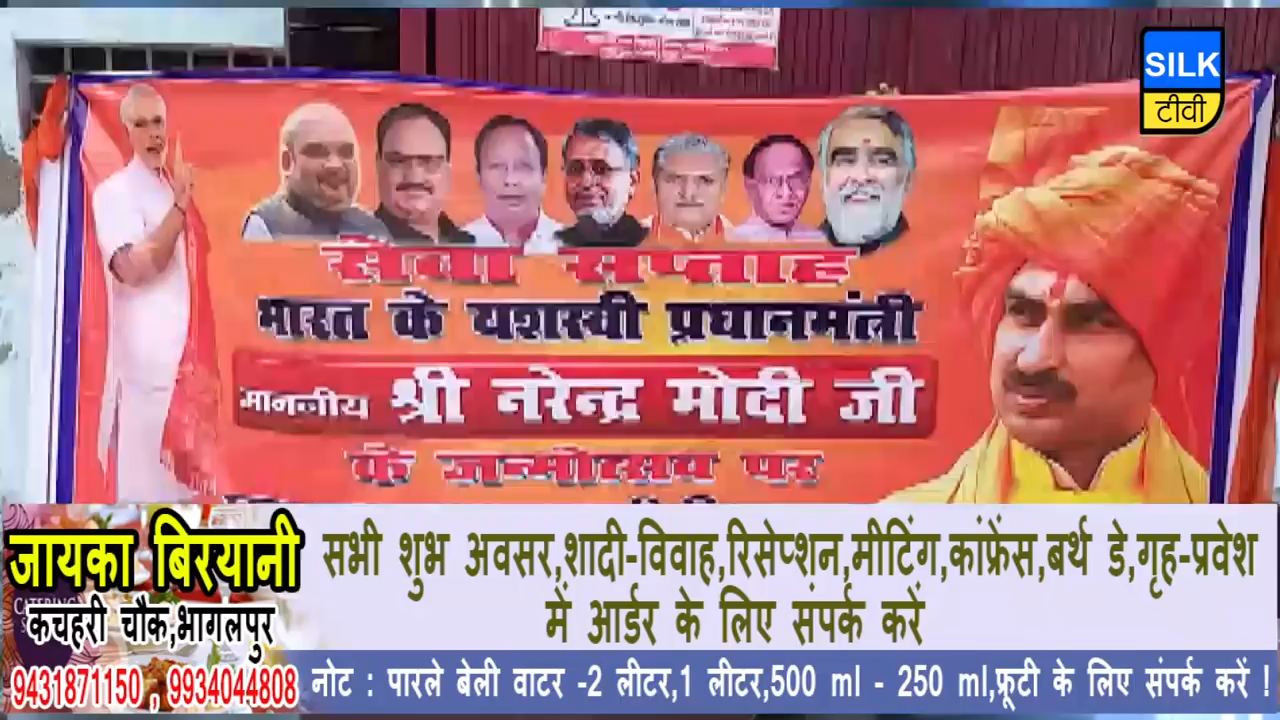 SILK
टीवी
सेवा सप्ताह
भारत के यशस्वी प्रधानमंत्री
माननीय श्री नरेन्द्र मोदी जी
के जन्मोत्सव पर
जायका बिरयानी
CATERING
कचहरी चौक,भागलपुर
9431871150 , 9934044808
सभी शुभ अवसर,शादी-विवाह,रिसेप्शन,मीटिंग,कांफ्रेंस,बर्थ डे,गृह-प्रवेश
में आर्डर के लिए संपर्क करें
नोट : पारले बेली वाटर -2 लीटर,1 लीटर,500 ml - 250 ml,फ्रूटी के लिए संपर्क करें !